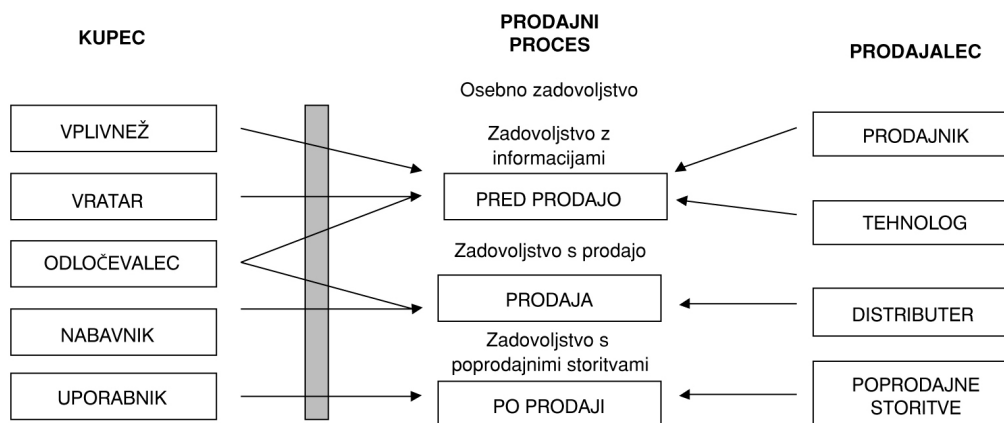 KUPEC
VPLIVNEŽ
VRATAR
ODLOČEVALEC
NABAVNIK
UPORABNIK
PRODAJNI
PROCES
Osebno zadovoljstvo
Zadovoljstvo z
informacijami
PRED PRODAJO
Zadovoljstvo s prodajo
PRODAJA
Zadovoljstvo s
poprodajnimi storitvami
PO PRODAJI
PRODAJALEC
PRODAJNIK
TEHNOLOG
DISTRIBUTER
POPRODAJNE
STORITVE